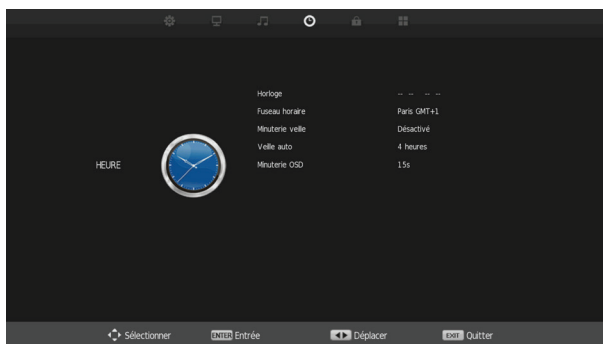 Horloge -- -- -- --
Fuseau horaire Paris GMT+1
Minuterie veille Désactivé
Veille auto 4 heures
HEURE
Minuterie OSD 15s
Sélectionner ENTER Entrée Déplacer EXIT Quitter